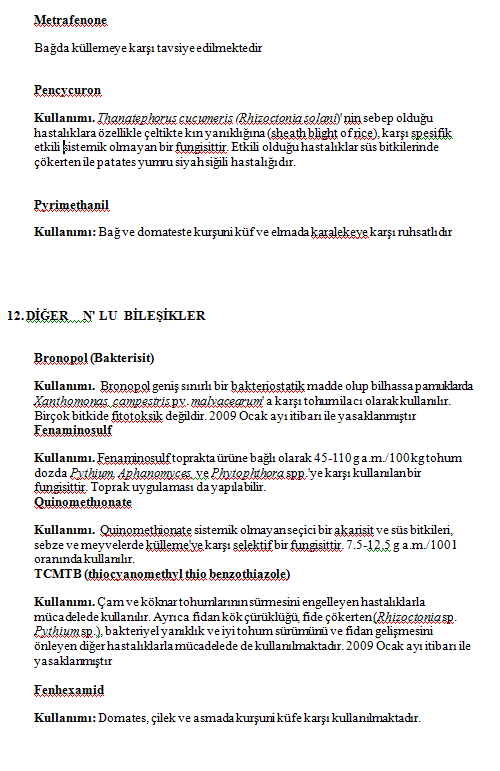 Metrafenone
Bağda küllemeye karşı tavsiye edilmektedir
Pencycuron
Kullanımı. Thanatephorus cucumeris (Rhizoctonia solani)' nin sebep olduğu
hastalıklara özellikle çeltikte kın yanıklığına (sheath blight of rice), karşı spesifik
etkili sistemik olmayan bir fungisittir. Etkili olduğu hastalıklar süs bitkilerinde
çökerten ile patates yumru siyah siğili hastalığıdır.
Pyrimethanil
Kullanımı: Bağ ve domateste kurşuni küf ve elmada karalekeye karşı ruhsatlıdır
12. DİĞER N' LU BİLEŞİKLER
Bronopol (Bakterisit)
Kullanımı. Bronopol geniş sınırlı bir bakteriostatik madde olup bilhassa pamuklarda
Xanthomonas campestris pv. malvacearum' a karşı tohum ilacı olarak kullanılır.
Birçok bitkide fitotoksik değildir. 2009 Ocak ayı itibarı ile yasaklanmıştır
Fenaminosulf
Kullanımı. Fenaminosulf toprakta ürüne bağlı olarak 45-110 g a.m./100 kg tohum
dozda Pythium, Aphanomyces ve Phytophthora spp.'ye karşı kullanılan bir
fungisittir. Toprak uygulaması da yapılabilir.
Quinomethionate
Kullanımı. Quinomethionate sistemik olmayan seçici bir akarisit ve süs bitkileri,
sebze ve meyvelerde külleme'ye karşı selektif bir fungisittir. 7.5-12.5 g a.m./100 l
oranında kullanılır.
TCMTB (thiocyanomethyl thio benzothiazole)
Kullanımı. Çam ve köknar tohumlarının sürmesini engelleyen hastalıklarla
mücadelede kullanılır. Ayrıca fidan kök çürüklüğü, fide çökerten (Rhizoctonia sp.
Pythium sp.), bakteriyel yanıklık ve iyi tohum sürümünü ve fidan gelişmesini
önleyen diğer hastalıklarla mücadelede de kullanılmaktadır. 2009 Ocak ayı itibarı ile
yasaklanmıştır
Fenhexamid
Kullanımı: Domates, çilek ve asmada kurşuni küfe karşı kullanılmaktadır.